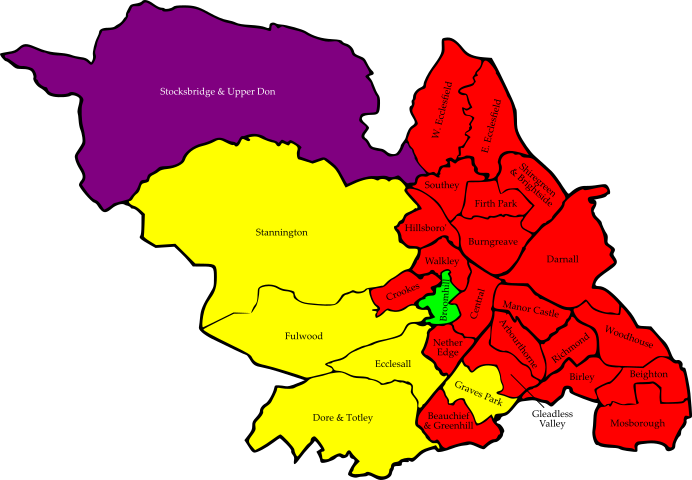 Stocksbridge & Upper Don
W. Ecclesfield
E. Ecclesfield
Shiregreen
& Brightside
Southey
Firth Park
Stannington
Hillsboro
Burngreave
Walkley
Darnall
Crookes
Broomhill
Central
Manor Castle
Fulwood
Nether
Edge
Arbourthorne
Richmond
Woodhouse
Ecclesall
Graves Park
Birley
Beighton
Dore & Totley
Beauchief
& Greenhill
Gleadless
Valley
Mosborough